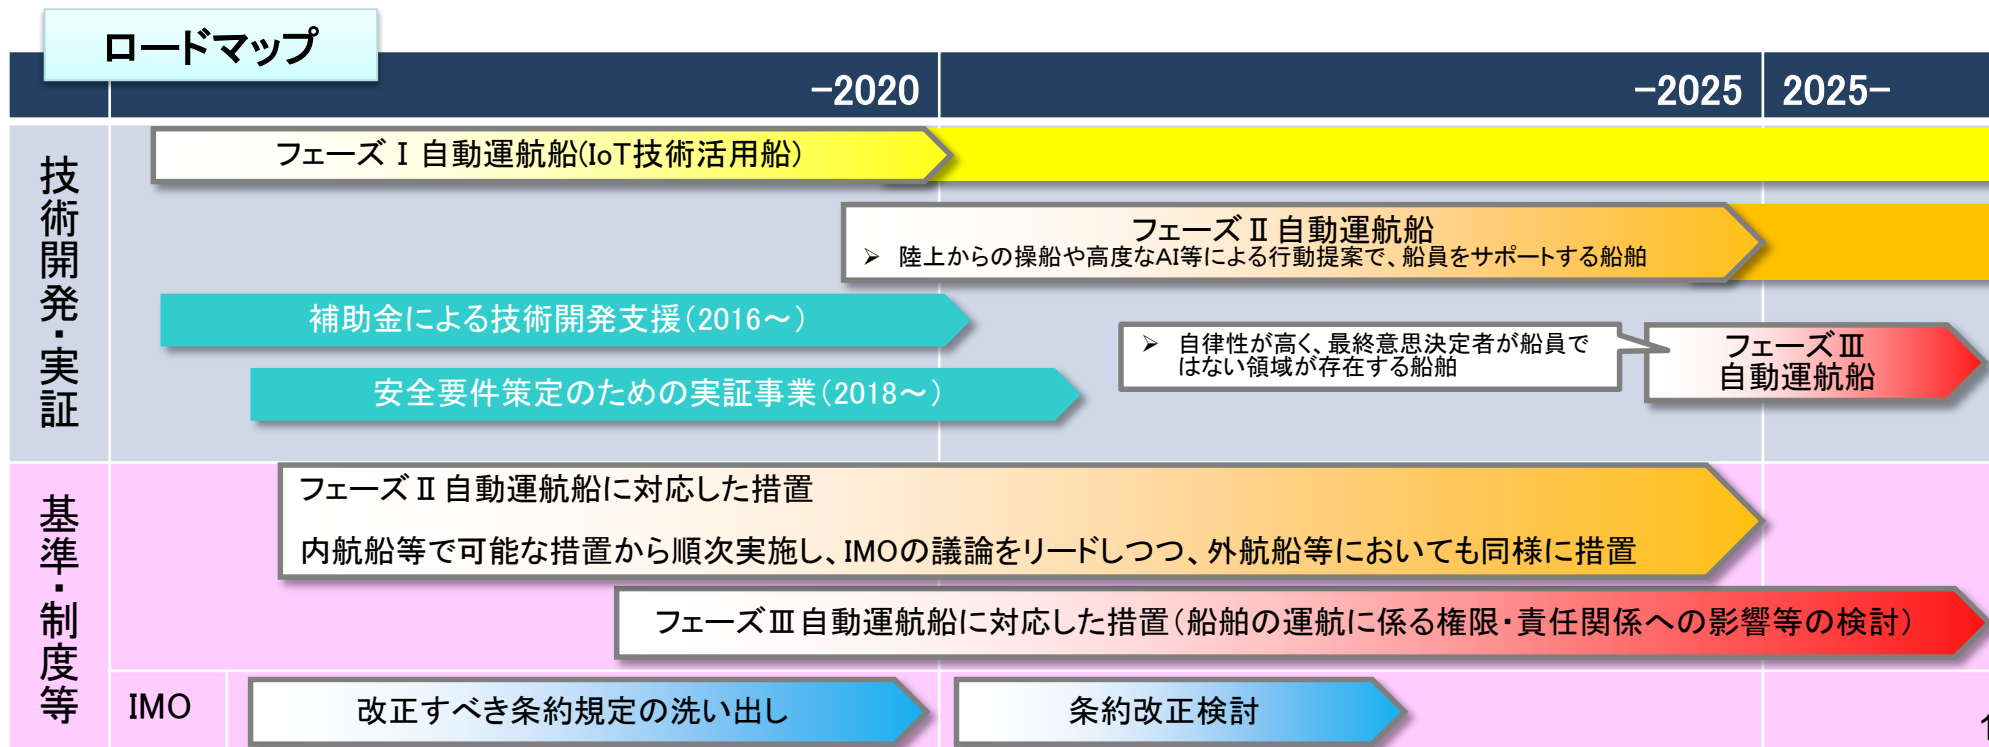 ロードマップ
-2020
-2025
2025-
技術開発・実証
フェーズⅠ自動運航船(IoT技術活用船)
フェーズⅡ自動運航船
➢ 陸上からの操船や高度なAI等による行動提案で、船員をサポートする船舶
補助金による技術開発支援(2016~)
➢ 自律性が高く、最終意思決定者が船員で
はない領域が存在する船舶
フェーズⅢ
自動運航船
安全要件策定のための実証事業(2018~)
基準・制度等
フェーズⅡ自動運航船に対応した措置
内航船等で可能な措置から順次実施し、IMOの議論をリードしつつ、外航船等においても同様に措置
フェーズⅢ自動運航船に対応した措置(船舶の運航に係る権限・責任関係への影響等の検討)
IMO
改正すべき条約規定の洗い出し
条約改正検討